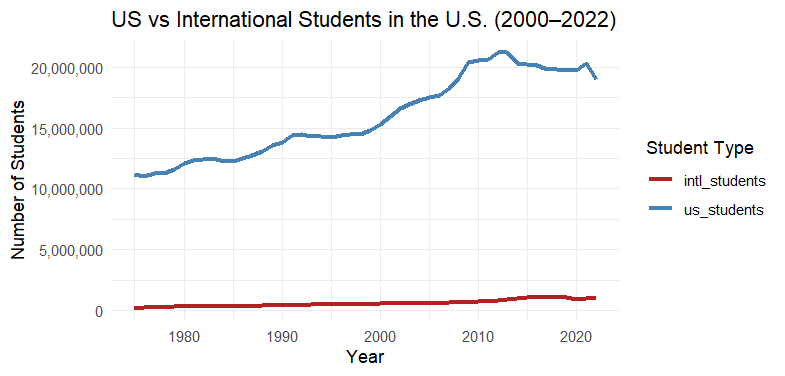 US vs International Students in the U.S. (2000–2022)
Number of Students
20,000,000
15,000,000
10,000,000
5,000,000
0
1980 1990 2000 2010 2020
Year
Student Type
intl_students
us_students